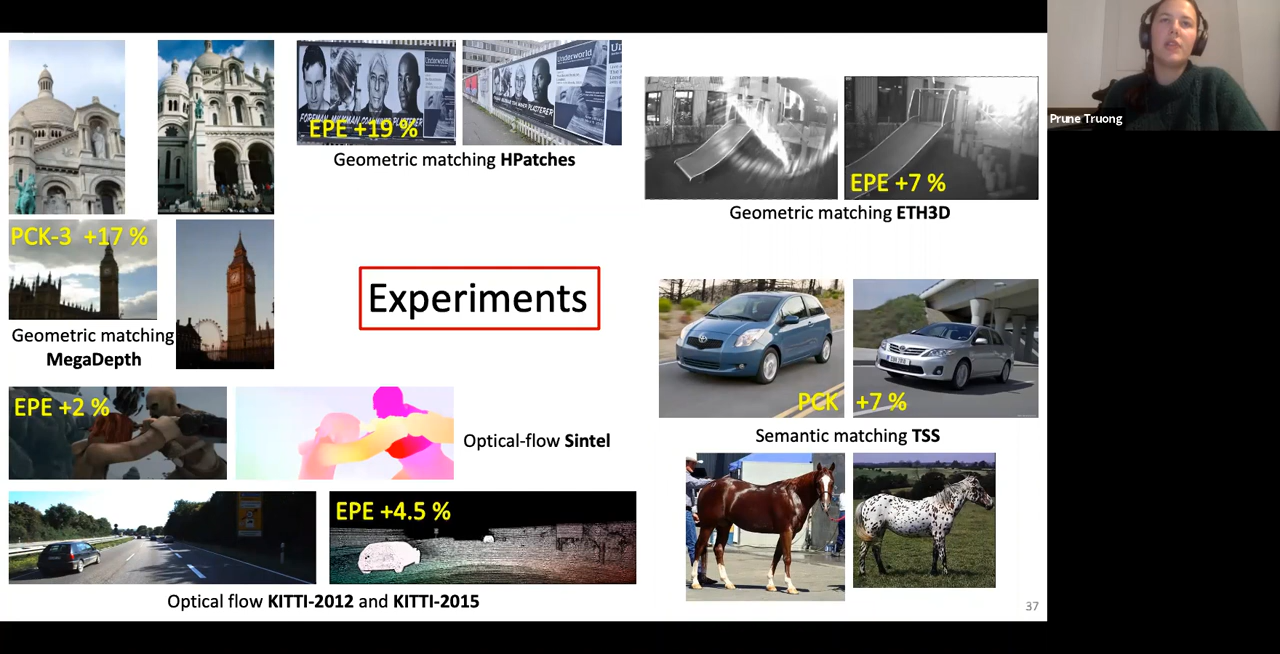 Prune Truong
EPE +19 %
Underworld
Underworld
Geometric matching HPatches
EPE +7 %
Geometric matching ETH3D
PCK-3 +17 %
Experiments
Geometric matching
MegaDepth
EPE +2 %
PCK +7 %
Optical-flow Sintel
Semantic matching TSS
EPE +4.5 %
Optical flow KITTI-2012 and KITTI-2015
37